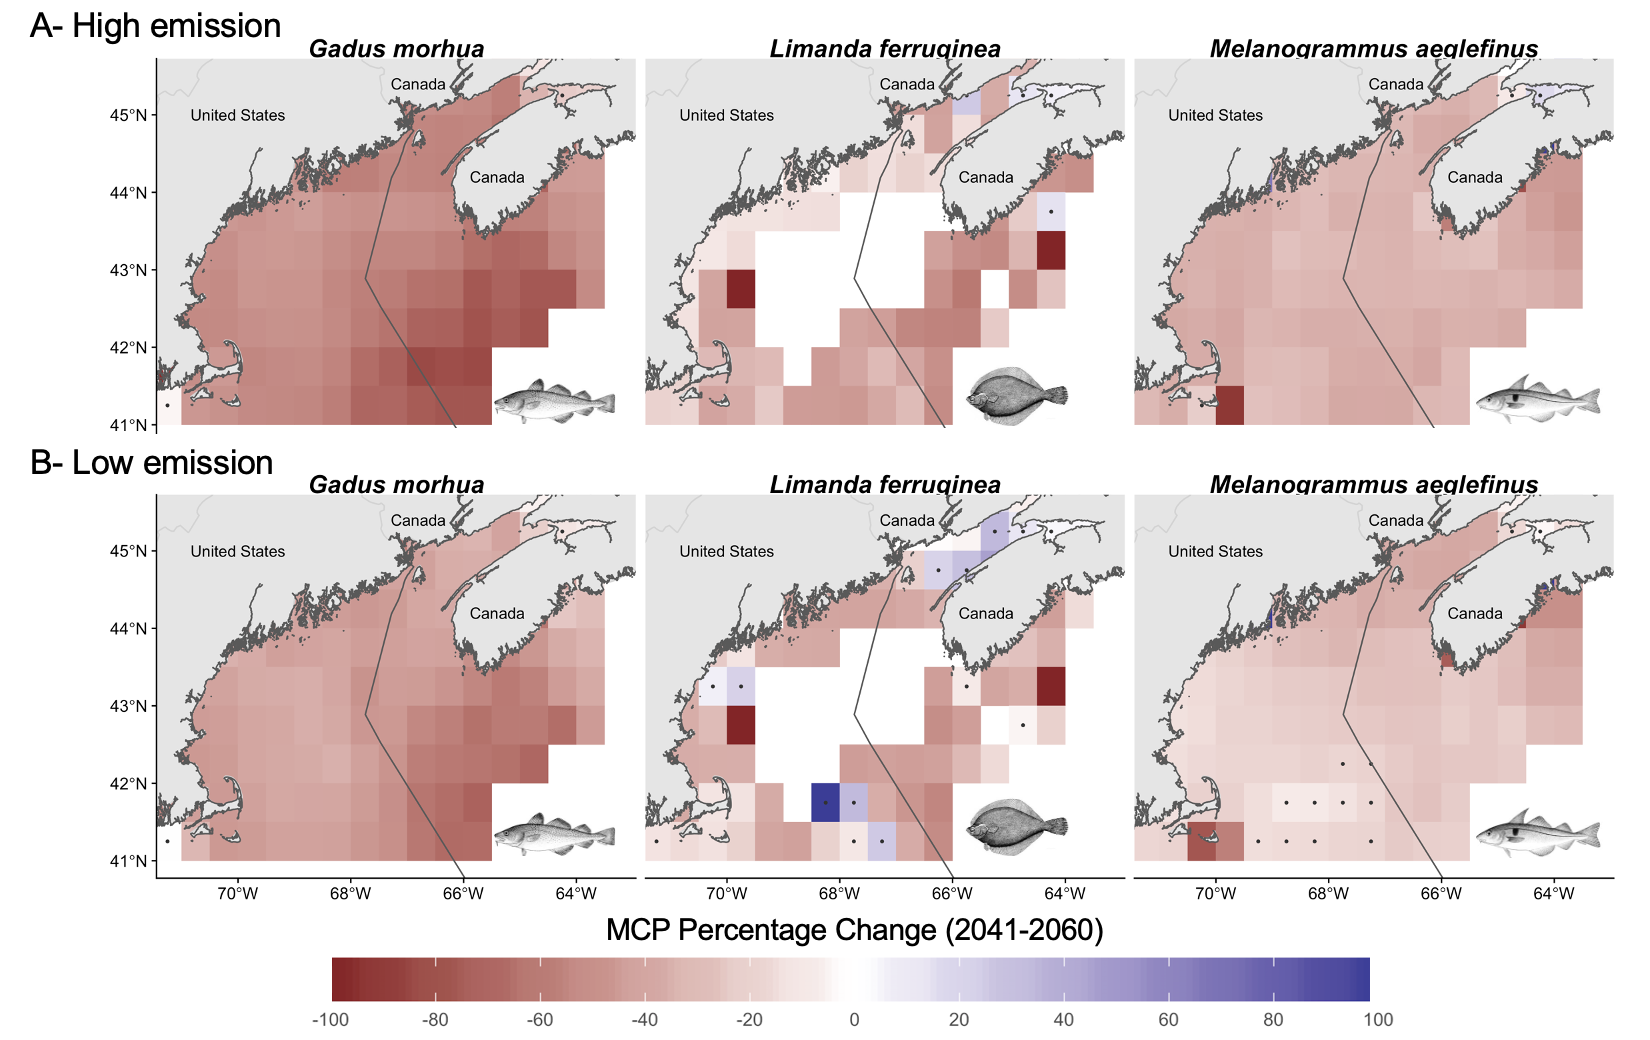 A- High emission
Gadus morhua
Limanda ferruginea
Melanogrammus aeglefinus
Canada
Canada
Canada
United States
United States
United States
Canada
Canada
Canada
45°N
44°N
43°N
42°N
41°N
B- Low emission
Gadus morhua
Limanda ferruginea
Melanogrammus aeglefinus
Canada
Canada
Canada
United States
United States
United States
Canada
Canada
Canada
45°N
44°N
43°N
42°N
41°N
70°W 68°W 66°W 64°W
70°W 68°W 66°W 64°W
70°W 68°W 66°W 64°W
MCP Percentage Change (2041-2060)
-100 -80 -60 -40 -20 0 20 40 60 80 100